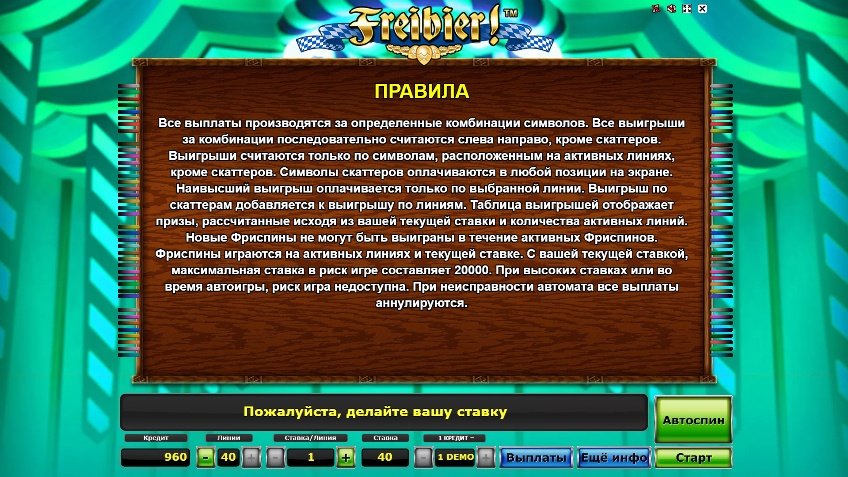 Freibier!™
ПРАВИЛА
Все выплаты производятся за определенные комбинации символов. Все выигрыши
за комбинации последовательно считаются слева направо, кроме скаттеров.
Выигрыши считаются только по символам, расположенным на активных линиях,
кроме скаттеров. Символы скаттеров оплачиваются в любой позиции на экране.
Наивысший выигрыш оплачивается только по выбранной линии. Выигрыш по
скаттерам добавляется к выигрышу по линиям. Таблица выигрышей отображает
призы, рассчитанные исходя из вашей текущей ставки и количества активных линий.
Новые Фриспины не могут быть выиграны в течение активных Фриспинов.
Фриспины играются на активных линиях и текущей ставке. С вашей текущей ставкой,
максимальная ставка в риск игре составляет 20000. При высоких ставках или во
время автоигры, риск игра недоступна. При неисправности автомата все выплаты
аннулируются.
Пожалуйста, делайте вашу ставку
Автоспин
Кредит Линии Ставка/Линия Ставка 1 КРЕДИТ =
960 - 40 + - 1 + 40 - 1 DEMO + Выплаты Ещё инфо Старт